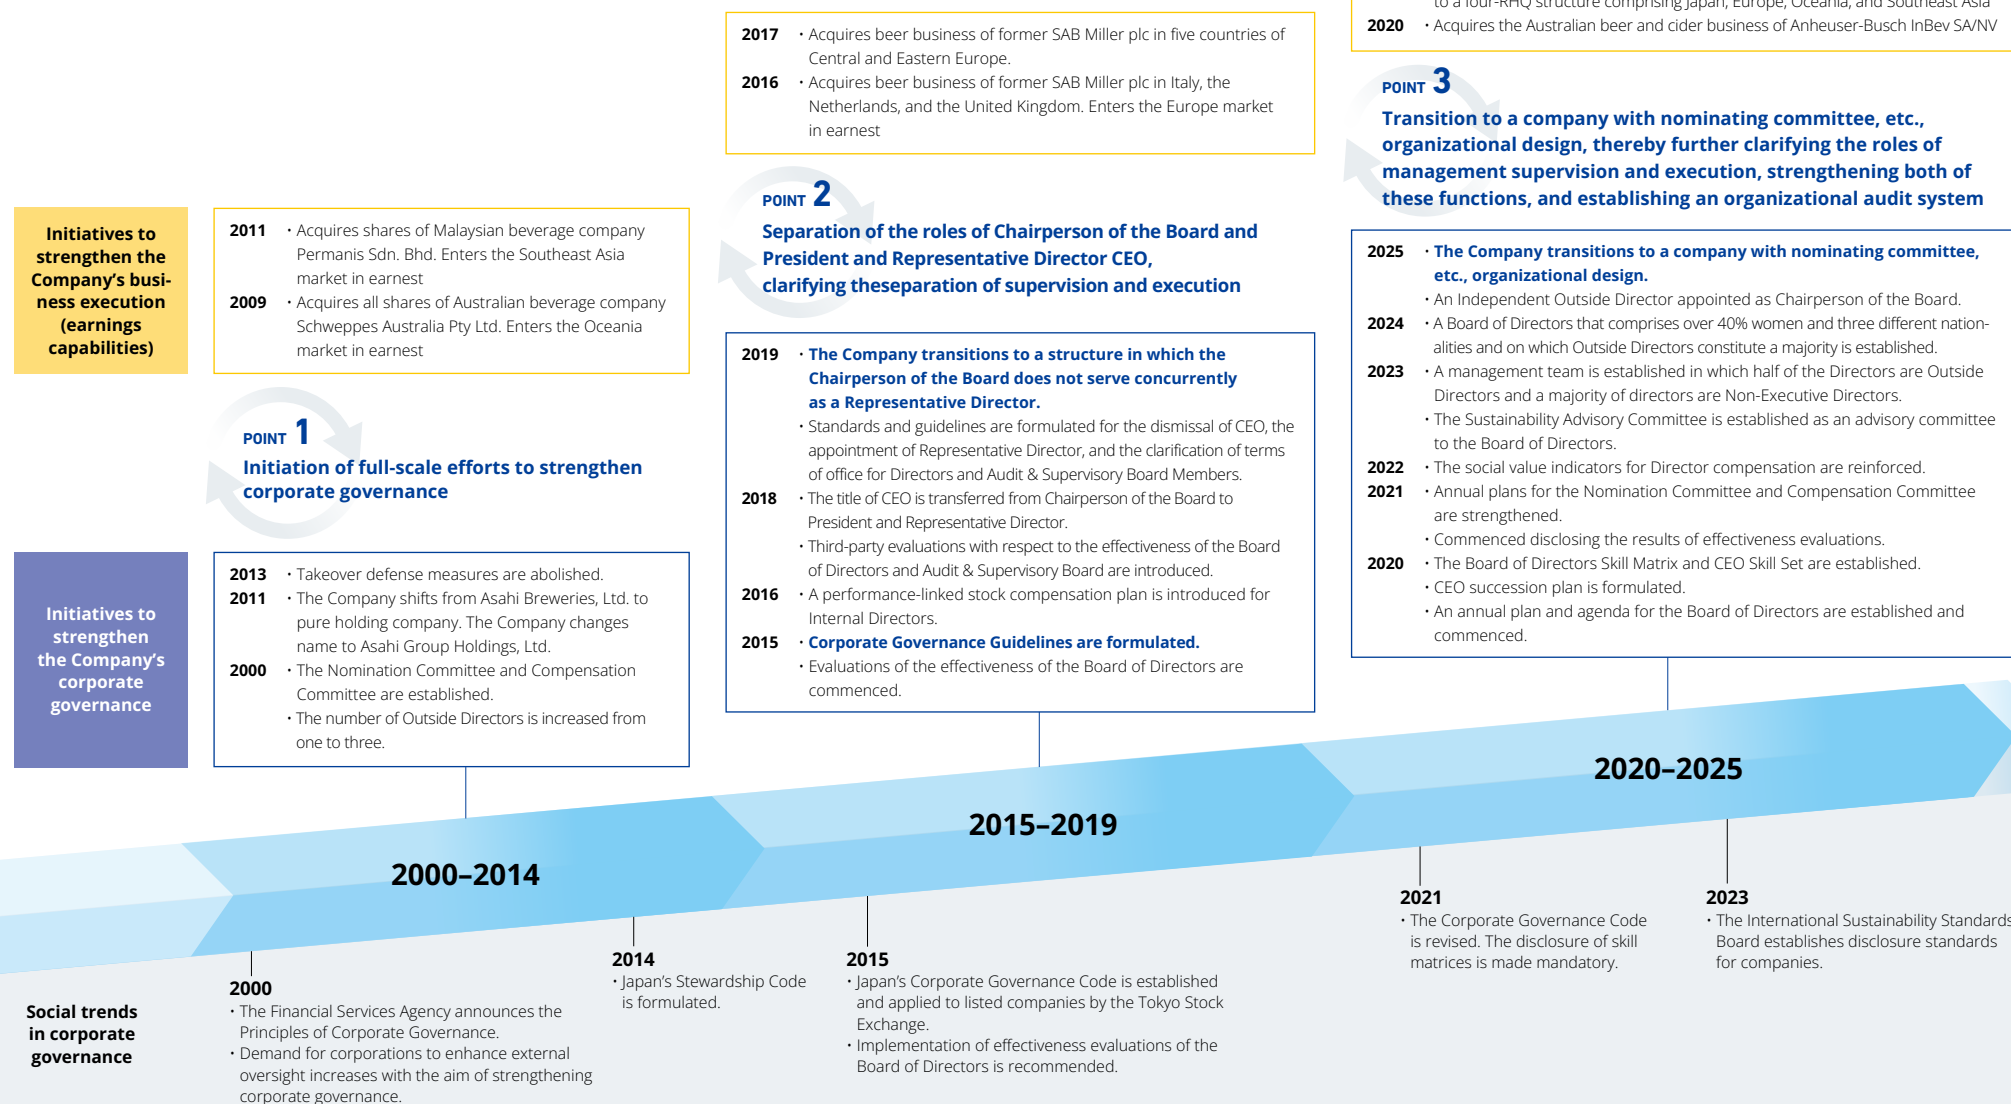 2017 ・Acquires beer business of former SAB Miller plc in five countries of
Central and Eastern Europe.
2016 ・Acquires beer business of former SAB Miller plc in Italy, the
Netherlands, and the United Kingdom. Enters the Europe market
in earnest
to a four-RHQ structure comprising Japan, Europe, Oceania, and Southeast Asia
2020 ・Acquires the Australian beer and cider business of Anheuser-Busch InBev SA/NV
POINT 3
Transition to a company with nominating committee, etc.,
organizational design, thereby further clarifying the roles of
management supervision and execution, strengthening both of
these functions, and establishing an organizational audit system
POINT 2
Separation of the roles of Chairperson of the Board and
President and Representative Director CEO,
clarifying theseparation of supervision and execution
Initiatives to
strengthen the
Company's busi-
ness execution
(earnings
capabilities)
2011 ・Acquires shares of Malaysian beverage company
Permanis Sdn. Bhd. Enters the Southeast Asia
market in earnest
2009 ・Acquires all shares of Australian beverage company
Schweppes Australia Pty Ltd. Enters the Oceania
market in earnest
POINT 1
Initiation of full-scale efforts to strengthen
corporate governance
Initiatives to
strengthen
the Company's
corporate
governance
2013 ・Takeover defense measures are abolished.
2011 ・The Company shifts from Asahi Breweries, Ltd. to
pure holding company. The Company changes
name to Asahi Group Holdings, Ltd.
2000 ・The Nomination Committee and Compensation
Committee are established.
・The number of Outside Directors is increased from
one to three.
2019 ・The Company transitions to a structure in which the
Chairperson of the Board does not serve concurrently
as a Representative Director.
・Standards and guidelines are formulated for the dismissal of CEO, the
appointment of Representative Director, and the clarification of terms
of office for Directors and Audit & Supervisory Board Members.
2018 ・The title of CEO is transferred from Chairperson of the Board to
President and Representative Director.
・Third-party evaluations with respect to the effectiveness of the Board
of Directors and Audit & Supervisory Board are introduced.
2016 ・A performance-linked stock compensation plan is introduced for
Internal Directors.
2015 ・Corporate Governance Guidelines are formulated.
・Evaluations of the effectiveness of the Board of Directors are
commenced.
2025 ・The Company transitions to a company with nominating committee,
etc., organizational design.
・An Independent Outside Director appointed as Chairperson of the Board.
2024 ・A Board of Directors that comprises over 40% women and three different nation-
alities and on which Outside Directors constitute a majority is established.
2023 ・A management team is established in which half of the Directors are Outside
Directors and a majority of directors are Non-Executive Directors.
・The Sustainability Advisory Committee is established as an advisory committee
to the Board of Directors.
2022 ・The social value indicators for Director compensation are reinforced.
2021 ・Annual plans for the Nomination Committee and Compensation Committee
are strengthened.
・Commenced disclosing the results of effectiveness evaluations.
2020 ・The Board of Directors Skill Matrix and CEO Skill Set are established.
・CEO succession plan is formulated.
・An annual plan and agenda for the Board of Directors are established and
commenced.
2000–2014
2015–2019
2020–2025
Social trends
in corporate
governance
2000
・The Financial Services Agency announces the
Principles of Corporate Governance.
・Demand for corporations to enhance external
oversight increases with the aim of strengthening
corporate governance.
2014
・Japan's Stewardship Code
is formulated.
2015
・Japan's Corporate Governance Code is established
and applied to listed companies by the Tokyo Stock
Exchange.
・Implementation of effectiveness evaluations of the
Board of Directors is recommended.
2021
・The Corporate Governance Code
is revised. The disclosure of skill
matrices is made mandatory.
2023
・The International Sustainability Standards
Board establishes disclosure standards
for companies.